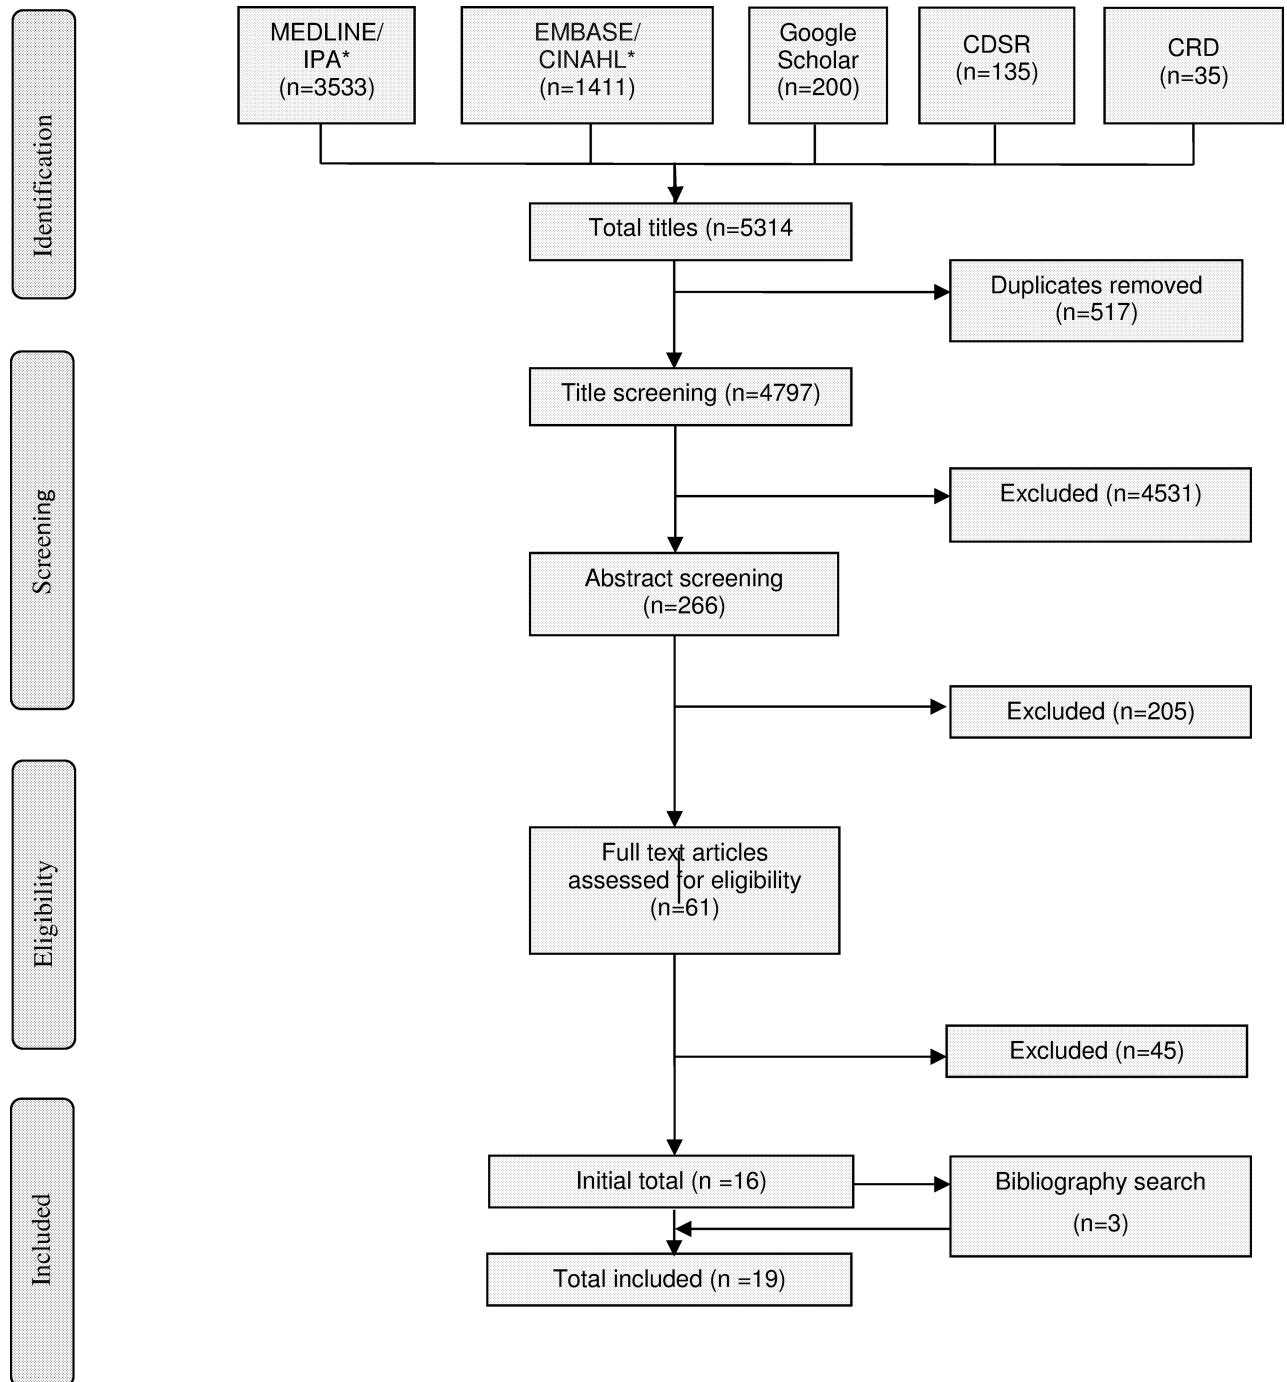 MEDLINE/
IPA*
(n=3533)
EMBASE/
CINAHL*
(n=1411)
Google
Scholar
(n=200)
CDSR
(n=135)
CRD
(n=35)
Identification
Total titles (n=5314
Duplicates removed
(n=517)
Title screening (n=4797)
Screening
Excluded (n=4531)
Abstract screening
(n=266)
Excluded (n=205)
Eligibility
Full text articles
assessed for eligibility
(n=61)
Excluded (n=45)
Included
Initial total (n =16)
Bibliography search
(n=3)
Total included (n =19)